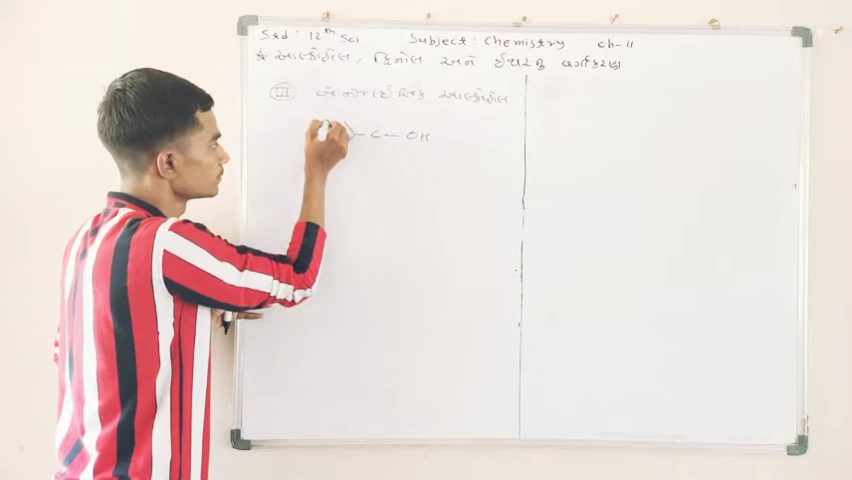 Std : 12th Sci Subject : Chemistry ch-11
* આલ્કોહોલ, ફિનોલ અને ઈથરનુ વર્ગીકરણ
III બેન્જાઈલિક આલ્કોહોલ
- C - OH